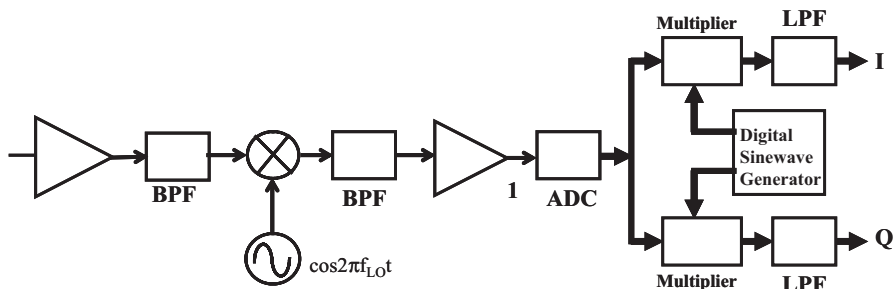 Multiplier
LPF
I
Digital
Sinewave
Generator
BPF
BPF
1
ADC
cos2πf_LOt
Q
Multiplier
LPF